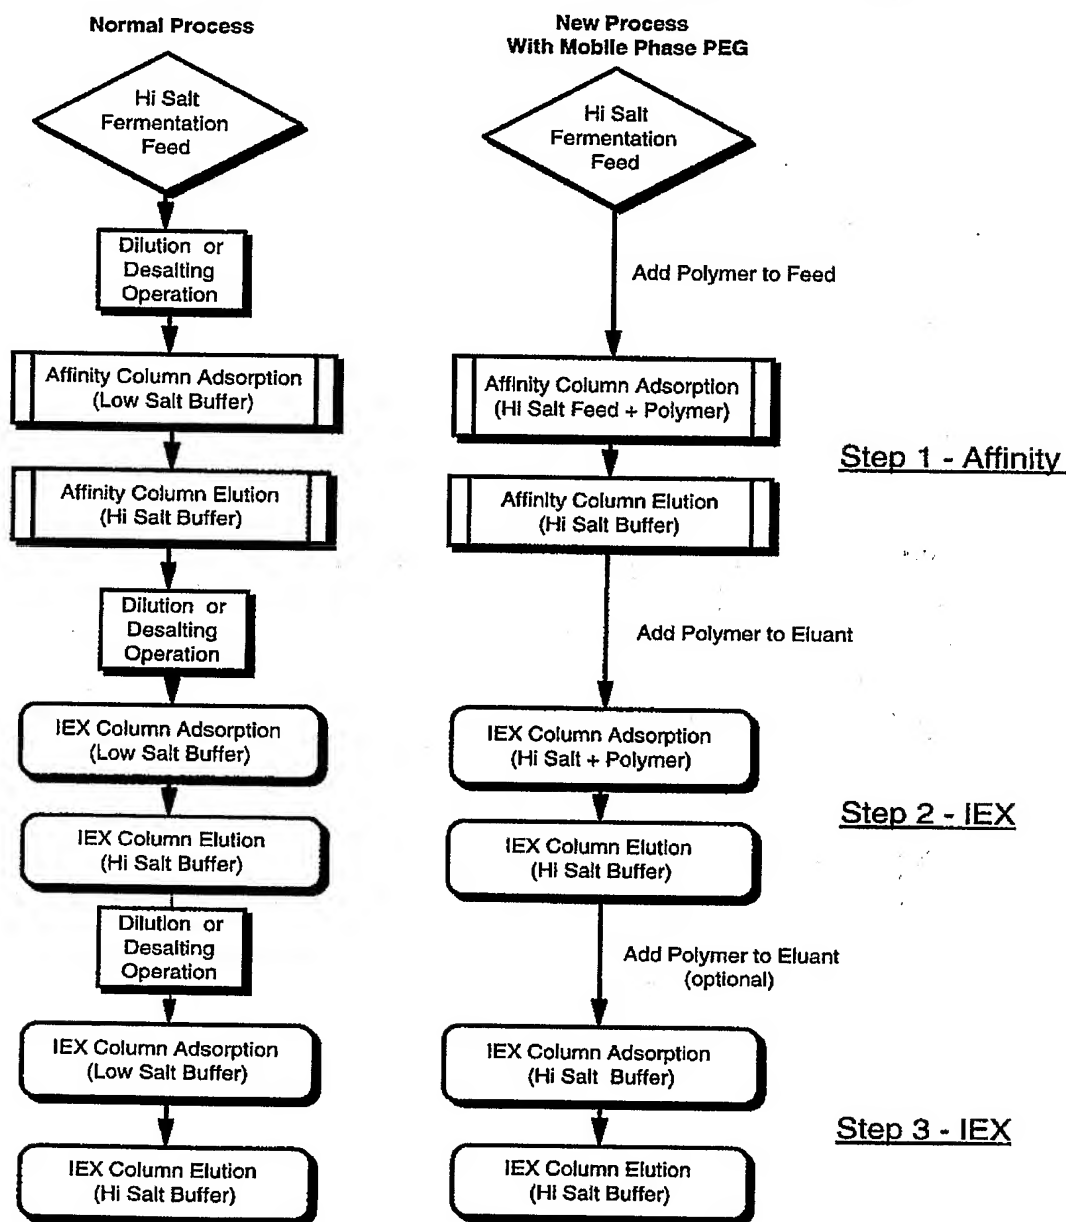 Normal Process
Hi Salt
Fermentation
Feed
Dilution or
Desalting
Operation
Affinity Column Adsorption
(Low Salt Buffer)
Affinity Column Elution
(Hi Salt Buffer)
Dilution or
Desalting
Operation
IEX Column Adsorption
(Low Salt Buffer)
IEX Column Elution
(Hi Salt Buffer)
Dilution or
Desalting
Operation
IEX Column Adsorption
(Low Salt Buffer)
IEX Column Elution
(Hi Salt Buffer)
New Process
With Mobile Phase PEG
Hi Salt
Fermentation
Feed
Add Polymer to Feed
Affinity Column Adsorption
(Hi Salt Feed + Polymer)
Affinity Column Elution
(Hi Salt Buffer)
Add Polymer to Eluant
IEX Column Adsorption
(Hi Salt + Polymer)
IEX Column Elution
(Hi Salt Buffer)
Add Polymer to Eluant
(optional)
IEX Column Adsorption
(Hi Salt Buffer)
IEX Column Elution
(Hi Salt Buffer)
Step 1 - Affinity
Step 2 - IEX
Step 3 - IEX